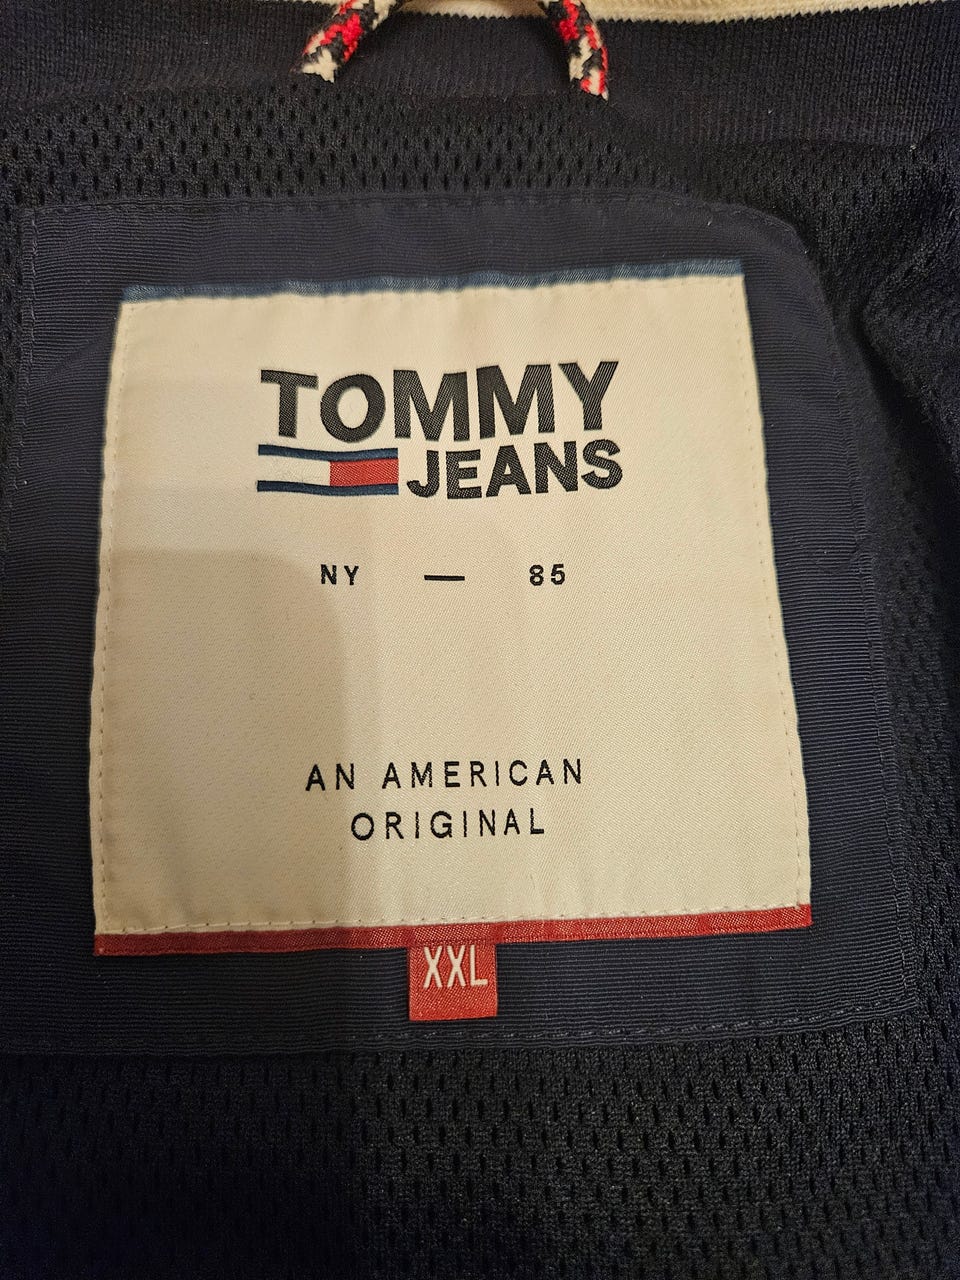 TOMMY
JEANS
NY — 85
AN AMERICAN
ORIGINAL
XXL